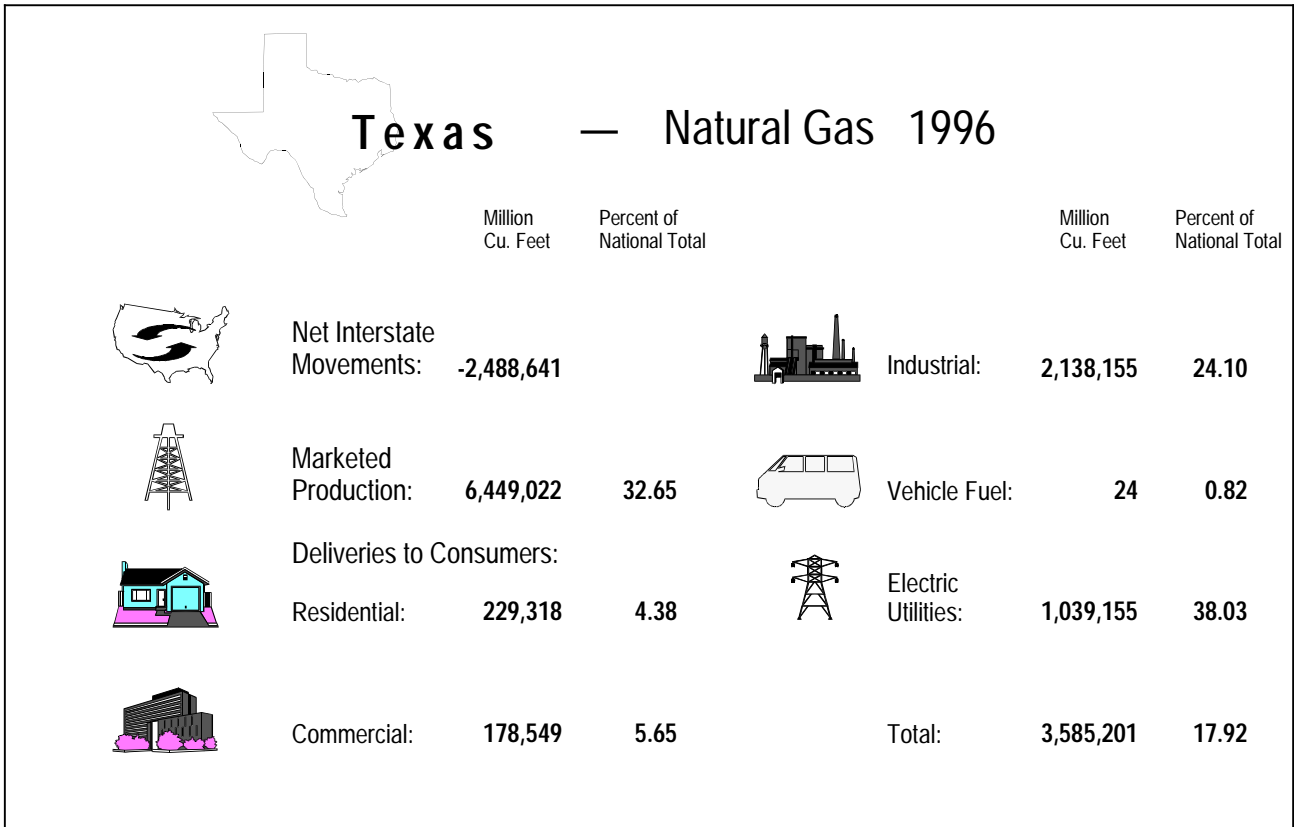 Texas — Natural Gas 1996
Million Cu. Feet
Percent of National Total
Million Cu. Feet
Percent of National Total
Net Interstate
Movements: -2,488,641
Industrial: 2,138,155 24.10
Marketed
Production: 6,449,022 32.65
Vehicle Fuel: 24 0.82
Deliveries to Consumers:
Residential: 229,318 4.38
Electric
Utilities: 1,039,155 38.03
Commercial: 178,549 5.65
Total: 3,585,201 17.92